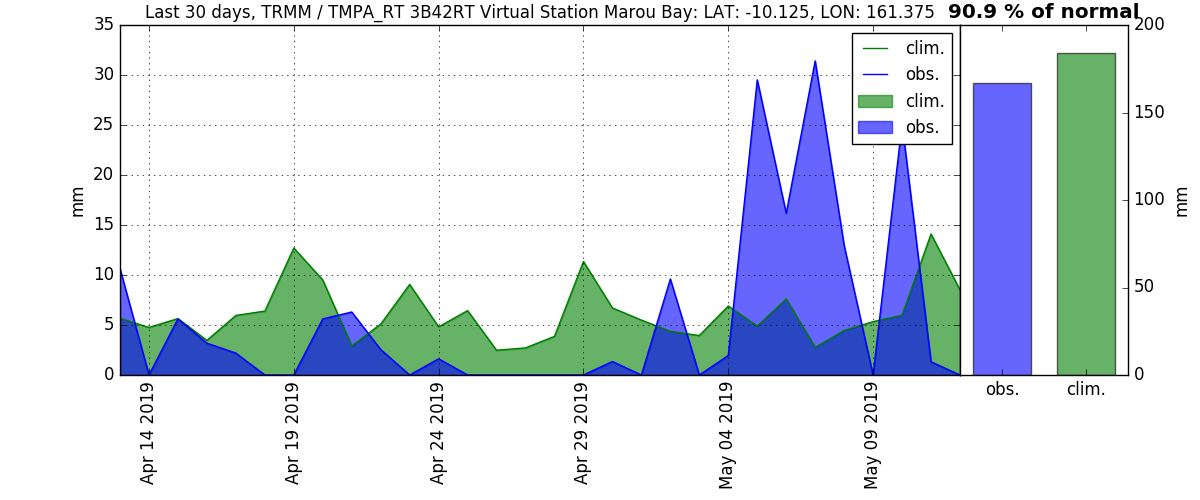 Last 30 days, TRMM / TMPA_RT 3B42RT Virtual Station Marou Bay: LAT: -10.125, LON: 161.375 90.9 % of normal
35
30
25
20
15
10
5
0
mm
clim.
obs.
clim.
obs.
Apr 14 2019
Apr 19 2019
Apr 24 2019
Apr 29 2019
May 04 2019
May 09 2019
200
150
100
50
0
mm
obs.
clim.